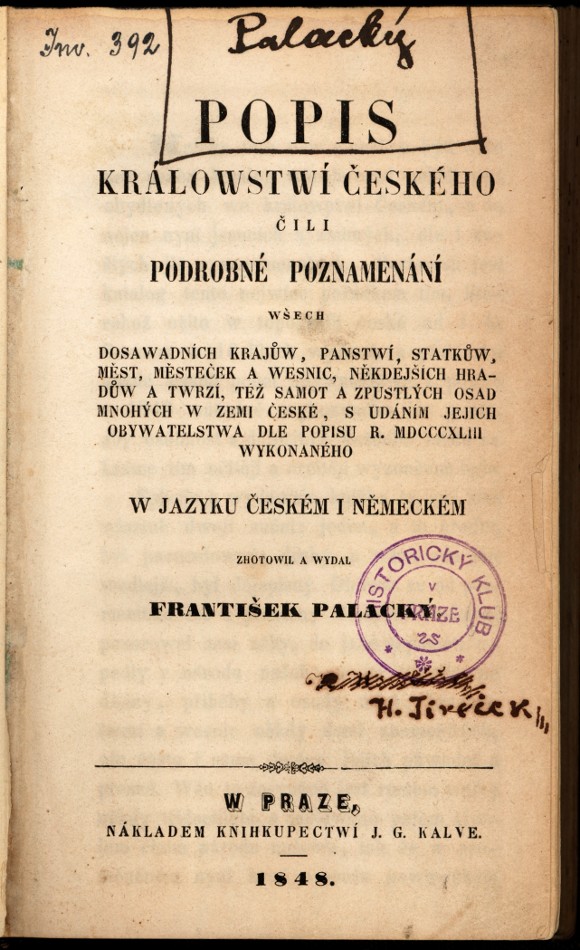 Inv. 392
Palacký
POPIS
KRÁLOWSTWÍ ČESKÉHO
ČILI
PODROBNÉ POZNAMENÁNÍ
WŠECH
DOSAWADNÍCH KRAJŮW, PANSTWÍ, STATKŮW,
MĚST, MĚSTEČEK A WESNIC, NĚKDEJŠÍCH HRA-
DŮW A TWRZÍ, TÉŽ SAMOT A ZPUSTLÝCH OSAD
MNOHÝCH W ZEMI ČESKÉ, S UDÁNÍM JEJICH
OBYWATELSTWA DLE POPISU R. MDCCCXLIII
WYKONANÉHO
W JAZYKU ČESKÉM I NĚMECKÉM
ZHOTOWIL A WYDAL
FRANTIŠEK PALACKÝ.
HISTORICKÝ KLUB
V
PRAZE
H. Jireček
W PRAZE,
NÁKLADEM KNIHKUPECTWÍ J. G. KALVE.
1848.